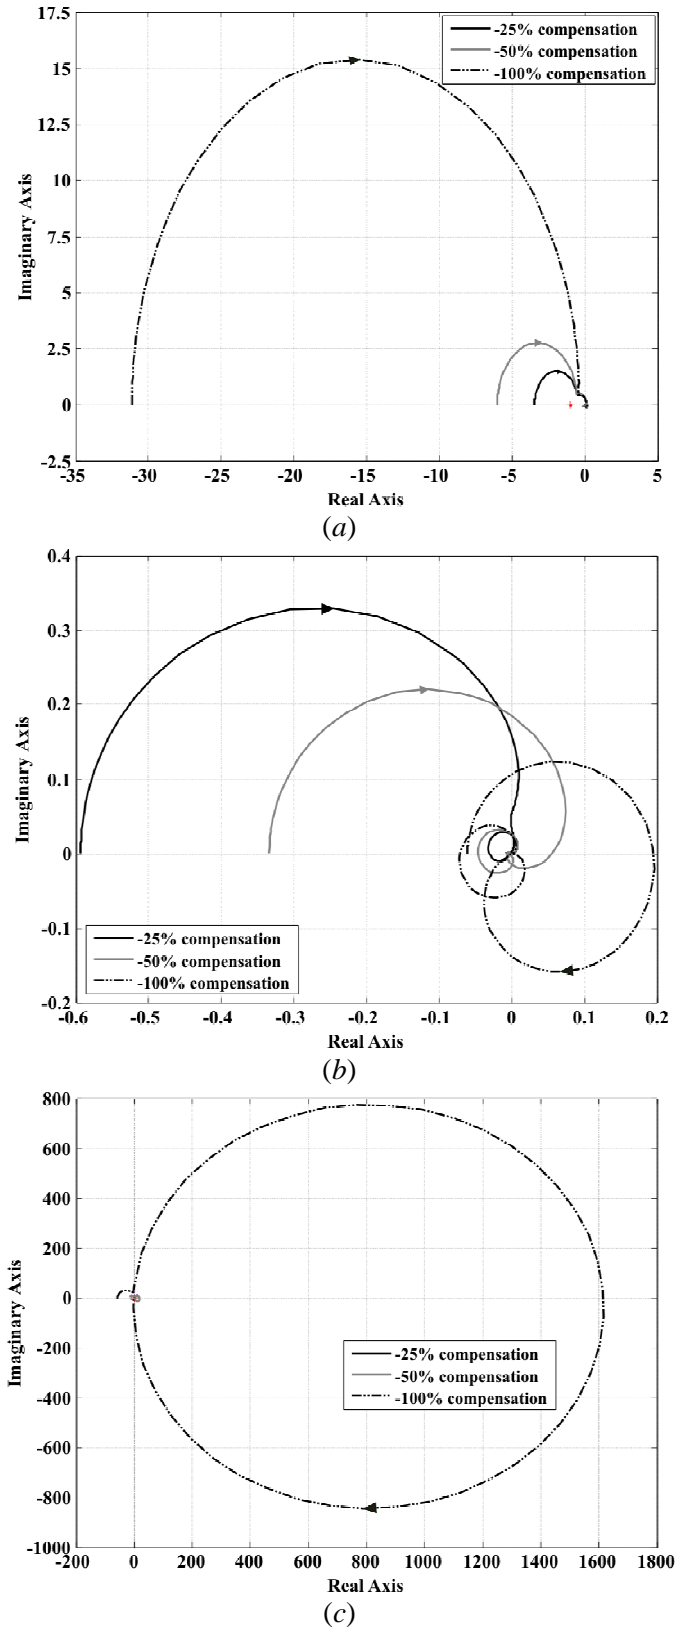 17.5
-25% compensation
-50% compensation
-100% compensation
15
12.5
10
7.5
5
2.5
0
-2.5
Imaginary Axis
-35 -30 -25 -20 -15 -10 -5 0 5
Real Axis
(a)
0.4
0.3
0.2
0.1
0
-0.1
-0.2
Imaginary Axis
-25% compensation
-50% compensation
-100% compensation
-0.6 -0.5 -0.4 -0.3 -0.2 -0.1 0 0.1 0.2
Real Axis
(b)
800
600
400
200
0
-200
-400
-600
-800
-1000
Imaginary Axis
-25% compensation
-50% compensation
-100% compensation
-200 0 200 400 600 800 1000 1200 1400 1600 1800
Real Axis
(c)